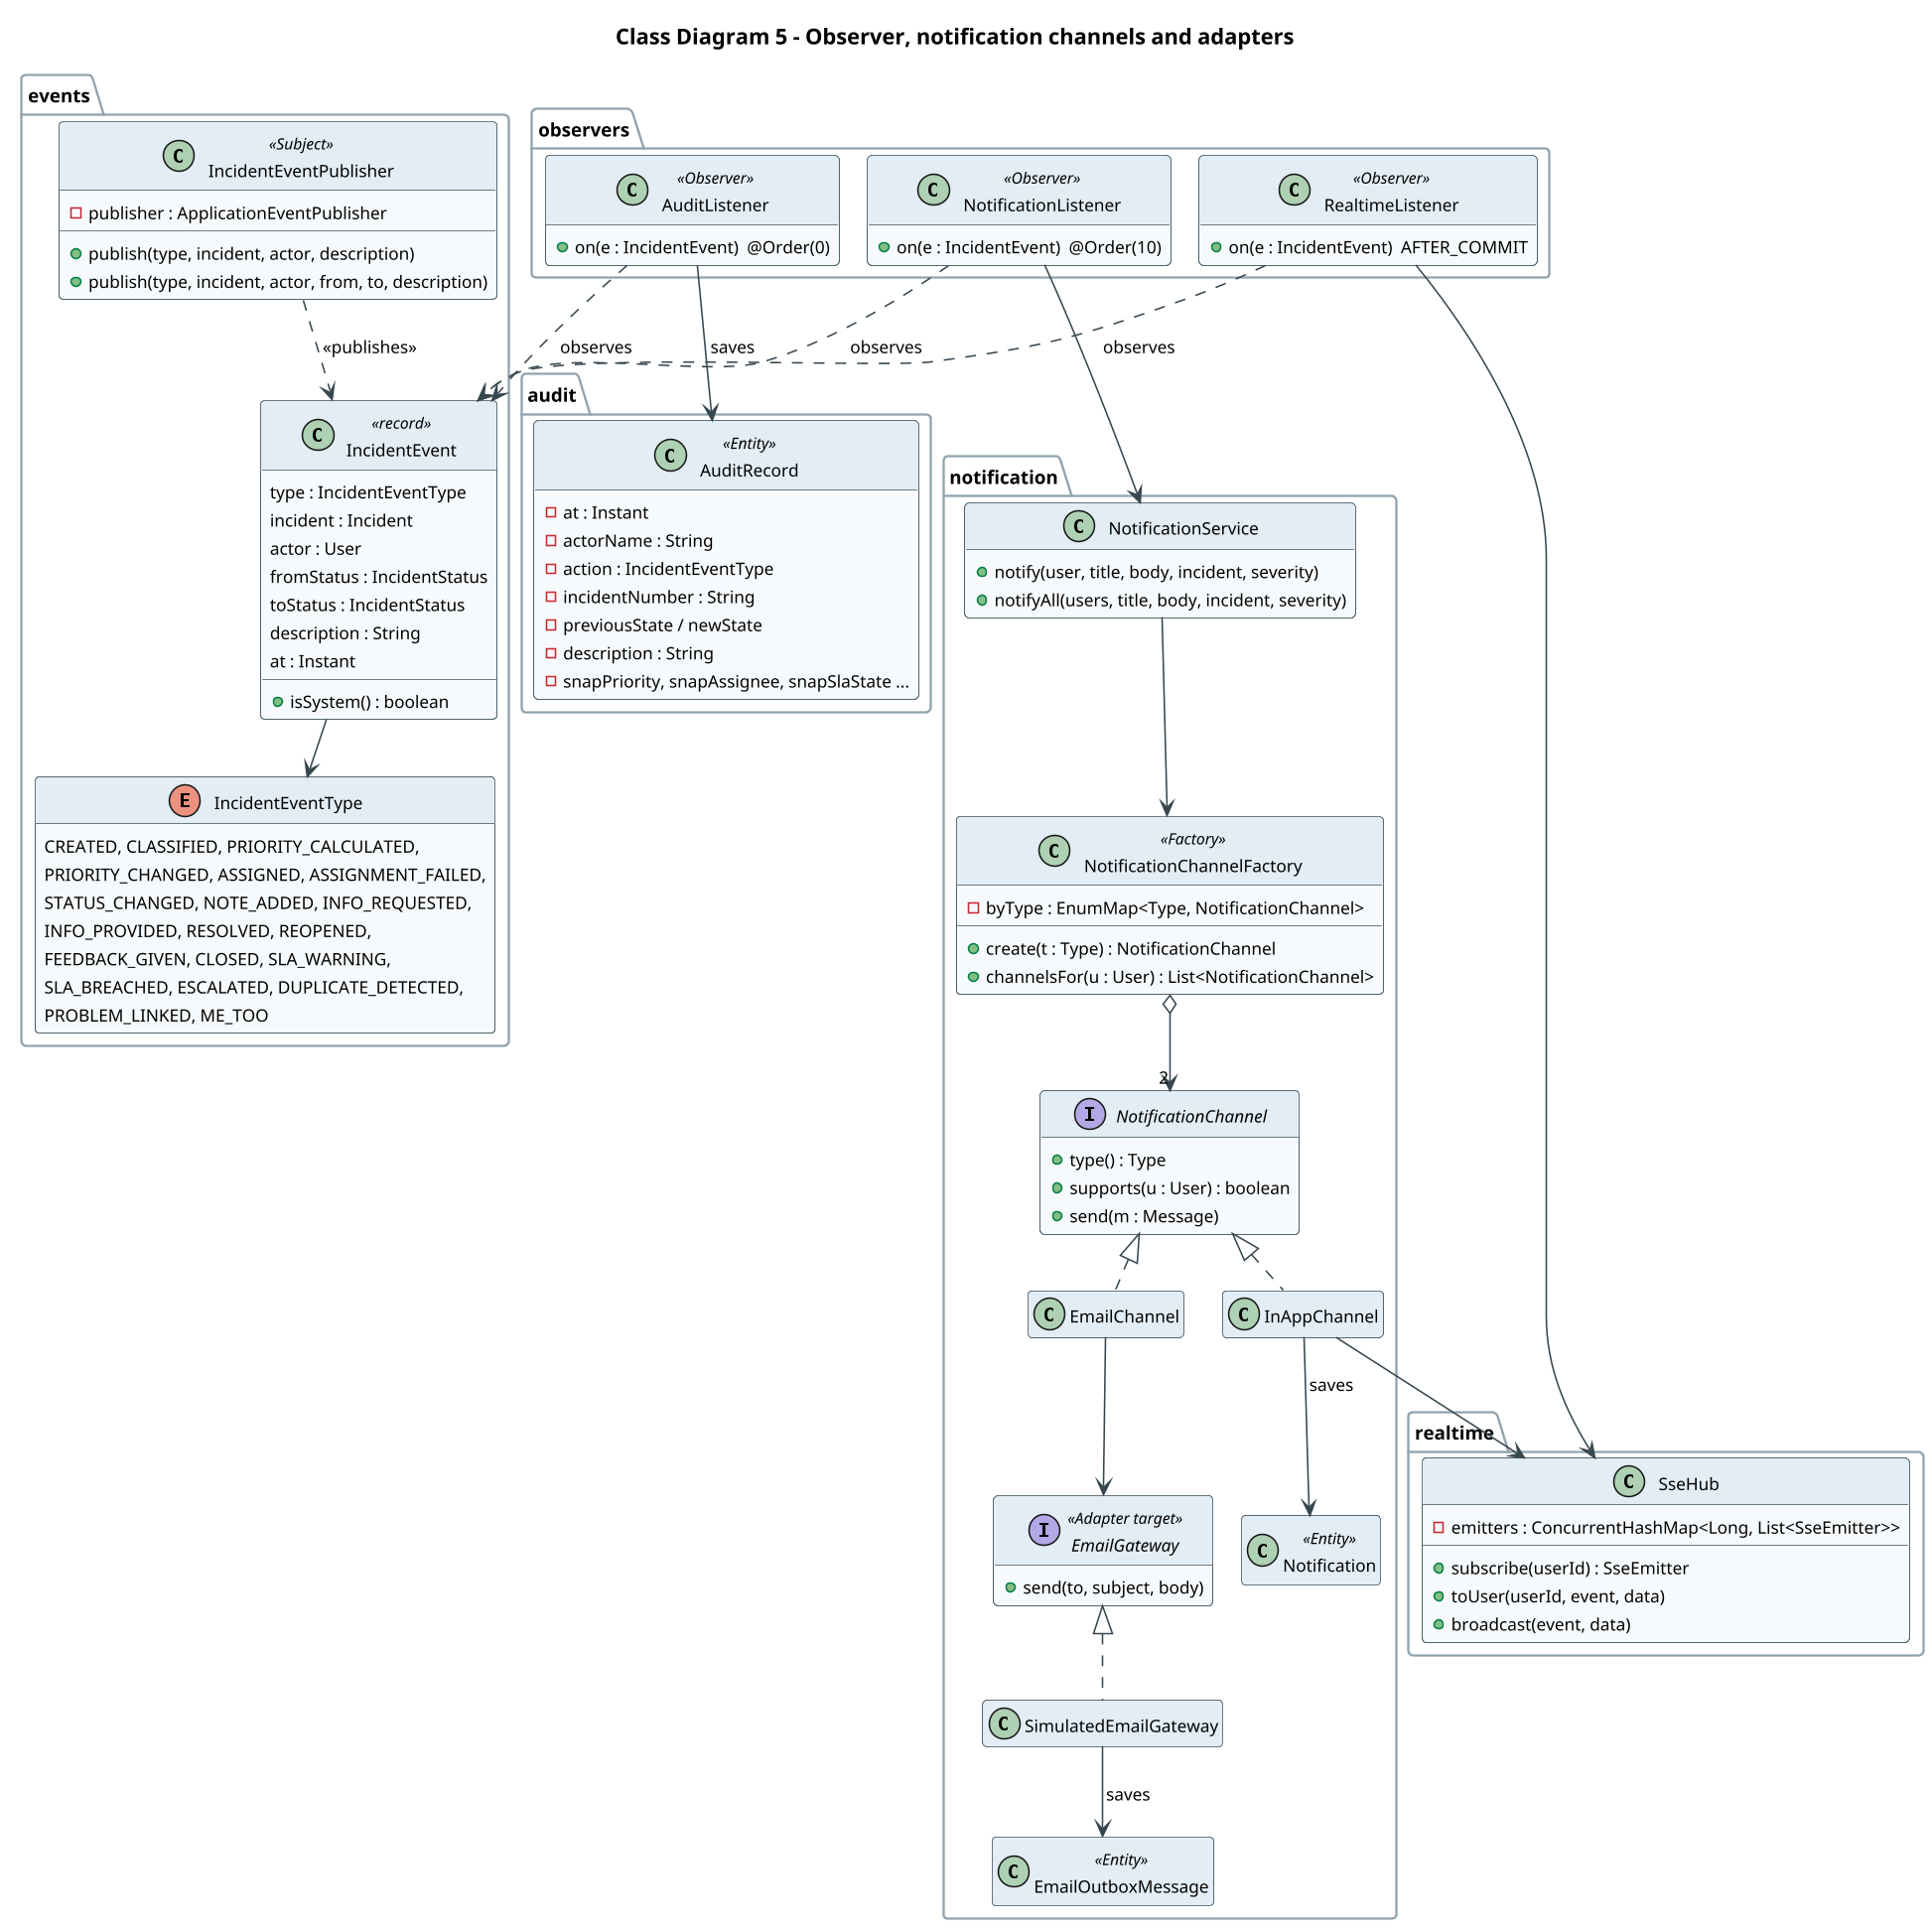 Class Diagram 5 - Observer, notification channels and adapters
events
C
«Subject»
IncidentEventPublisher
publisher : ApplicationEventPublisher
publish(type, incident, actor, description)
publish(type, incident, actor, from, to, description)
«publishes»
C
«record»
IncidentEvent
type : IncidentEventType
incident : Incident
actor : User
fromStatus : IncidentStatus
toStatus : IncidentStatus
description : String
at : Instant
isSystem() : boolean
E
IncidentEventType
CREATED, CLASSIFIED, PRIORITY_CALCULATED,
PRIORITY_CHANGED, ASSIGNED, ASSIGNMENT_FAILED,
STATUS_CHANGED, NOTE_ADDED, INFO_REQUESTED,
INFO_PROVIDED, RESOLVED, REOPENED,
FEEDBACK_GIVEN, CLOSED, SLA_WARNING,
SLA_BREACHED, ESCALATED, DUPLICATE_DETECTED,
PROBLEM_LINKED, ME_TOO
observers
C
«Observer»
AuditListener
on(e : IncidentEvent)  @Order(0)
C
«Observer»
NotificationListener
on(e : IncidentEvent)  @Order(10)
C
«Observer»
RealtimeListener
on(e : IncidentEvent)  AFTER_COMMIT
observes
saves
observes
observes
audit
C
«Entity»
AuditRecord
at : Instant
actorName : String
action : IncidentEventType
incidentNumber : String
previousState / newState
description : String
snapPriority, snapAssignee, snapSlaState ...
notification
C
NotificationService
notify(user, title, body, incident, severity)
notifyAll(users, title, body, incident, severity)
C
«Factory»
NotificationChannelFactory
byType : EnumMap<Type, NotificationChannel>
create(t : Type) : NotificationChannel
channelsFor(u : User) : List<NotificationChannel>
2
I
NotificationChannel
type() : Type
supports(u : User) : boolean
send(m : Message)
C
EmailChannel
C
InAppChannel
saves
I
«Adapter target»
EmailGateway
send(to, subject, body)
C
«Entity»
Notification
C
SimulatedEmailGateway
saves
C
«Entity»
EmailOutboxMessage
realtime
C
SseHub
emitters : ConcurrentHashMap<Long, List<SseEmitter>>
subscribe(userId) : SseEmitter
toUser(userId, event, data)
broadcast(event, data)